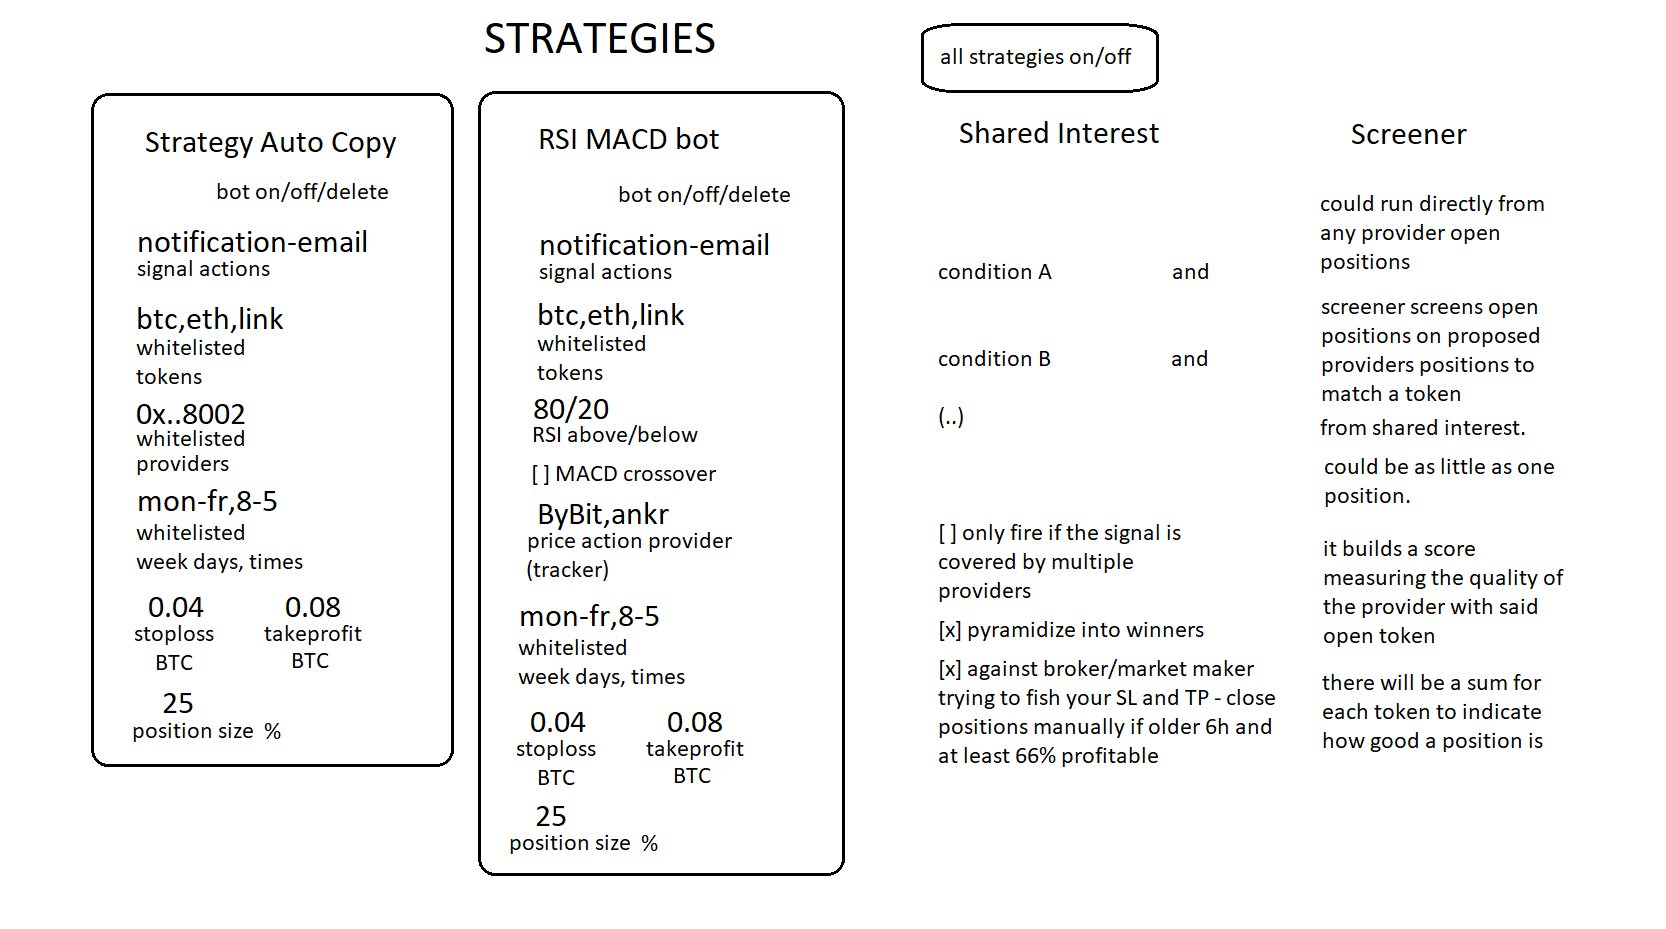 STRATEGIES
all strategies on/off
Strategy Auto Copy
bot on/off/delete
notification-email
signal actions
btc,eth,link
whitelisted
tokens
0x..8002
whitelisted
providers
mon-fr,8-5
whitelisted
week days, times
0.04 0.08
stoploss takeprofit
BTC BTC
25
position size %
RSI MACD bot
bot on/off/delete
notification-email
signal actions
btc,eth,link
whitelisted
tokens
80/20
RSI above/below
[ ] MACD crossover
ByBit,ankr
price action provider
(tracker)
mon-fr,8-5
whitelisted
week days, times
0.04 0.08
stoploss takeprofit
BTC BTC
25
position size %
Shared Interest
condition A and
condition B and
(..)
[ ] only fire if the signal is
covered by multiple
providers
[x] pyramidize into winners
[x] against broker/market maker
trying to fish your SL and TP - close
positions manually if older 6h and
at least 66% profitable
Screener
could run directly from
any provider open
positions
screener screens open
positions on proposed
providers positions to
match a token
from shared interest.
could be as little as one
position.
it builds a score
measuring the quality of
the provider with said
open token
there will be a sum for
each token to indicate
how good a position is